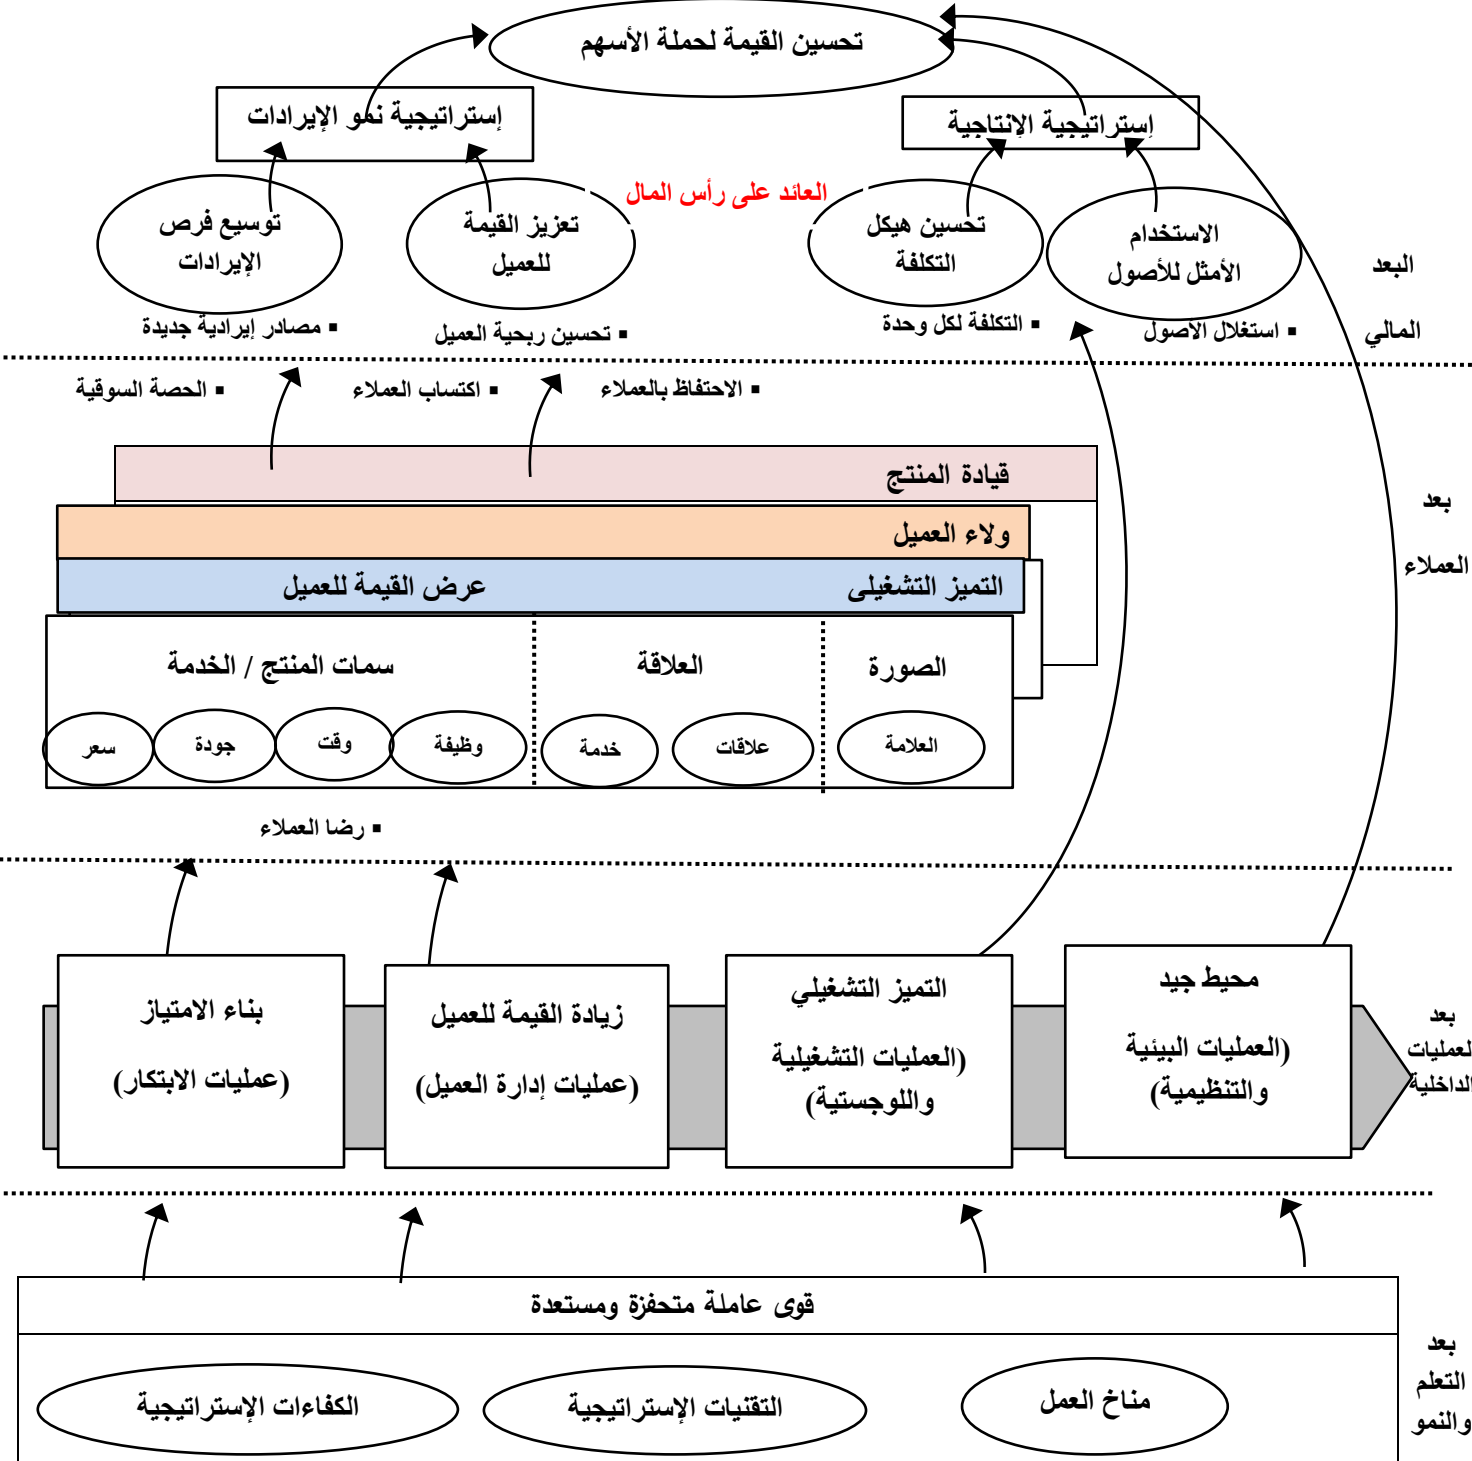 تحسين القيمة لحملة الأسهم
إستراتيجية الإنتاجية
إستراتيجية نمو الإيرادات
العائد على رأس المال
الاستخدام
الأمثل للأصول
تحسين هيكل
التكلفة
تعزيز القيمة
للعميل
توسيع فرص
الإيرادات
البعد
المالي
▪ استغلال الاصول
▪ التكلفة لكل وحدة
▪ تحسين ربحية العميل
▪ مصادر إيرادية جديدة
▪ الاحتفاظ بالعملاء
▪ اكتساب العملاء
▪ الحصة السوقية
بعد
العملاء
قيادة المنتج
ولاء العميل
التميز التشغيلى
عرض القيمة للعميل
الصورة
العلاقة
سمات المنتج / الخدمة
العلامة
علاقات
خدمة
وظيفة
وقت
جودة
سعر
▪ رضا العملاء
بعد
لعمليات
الداخلية
محيط جيد
(العمليات البيئية
والتنظيمية)
التميز التشغيلي
(العمليات التشغيلية
واللوجستية)
زيادة القيمة للعميل
(عمليات إدارة العميل)
بناء الامتياز
(عمليات الابتكار)
قوى عاملة متحفزة ومستعدة
بعد
التعلم
والنمو
مناخ العمل
التقنيات الإستراتيجية
الكفاءات الإستراتيجية